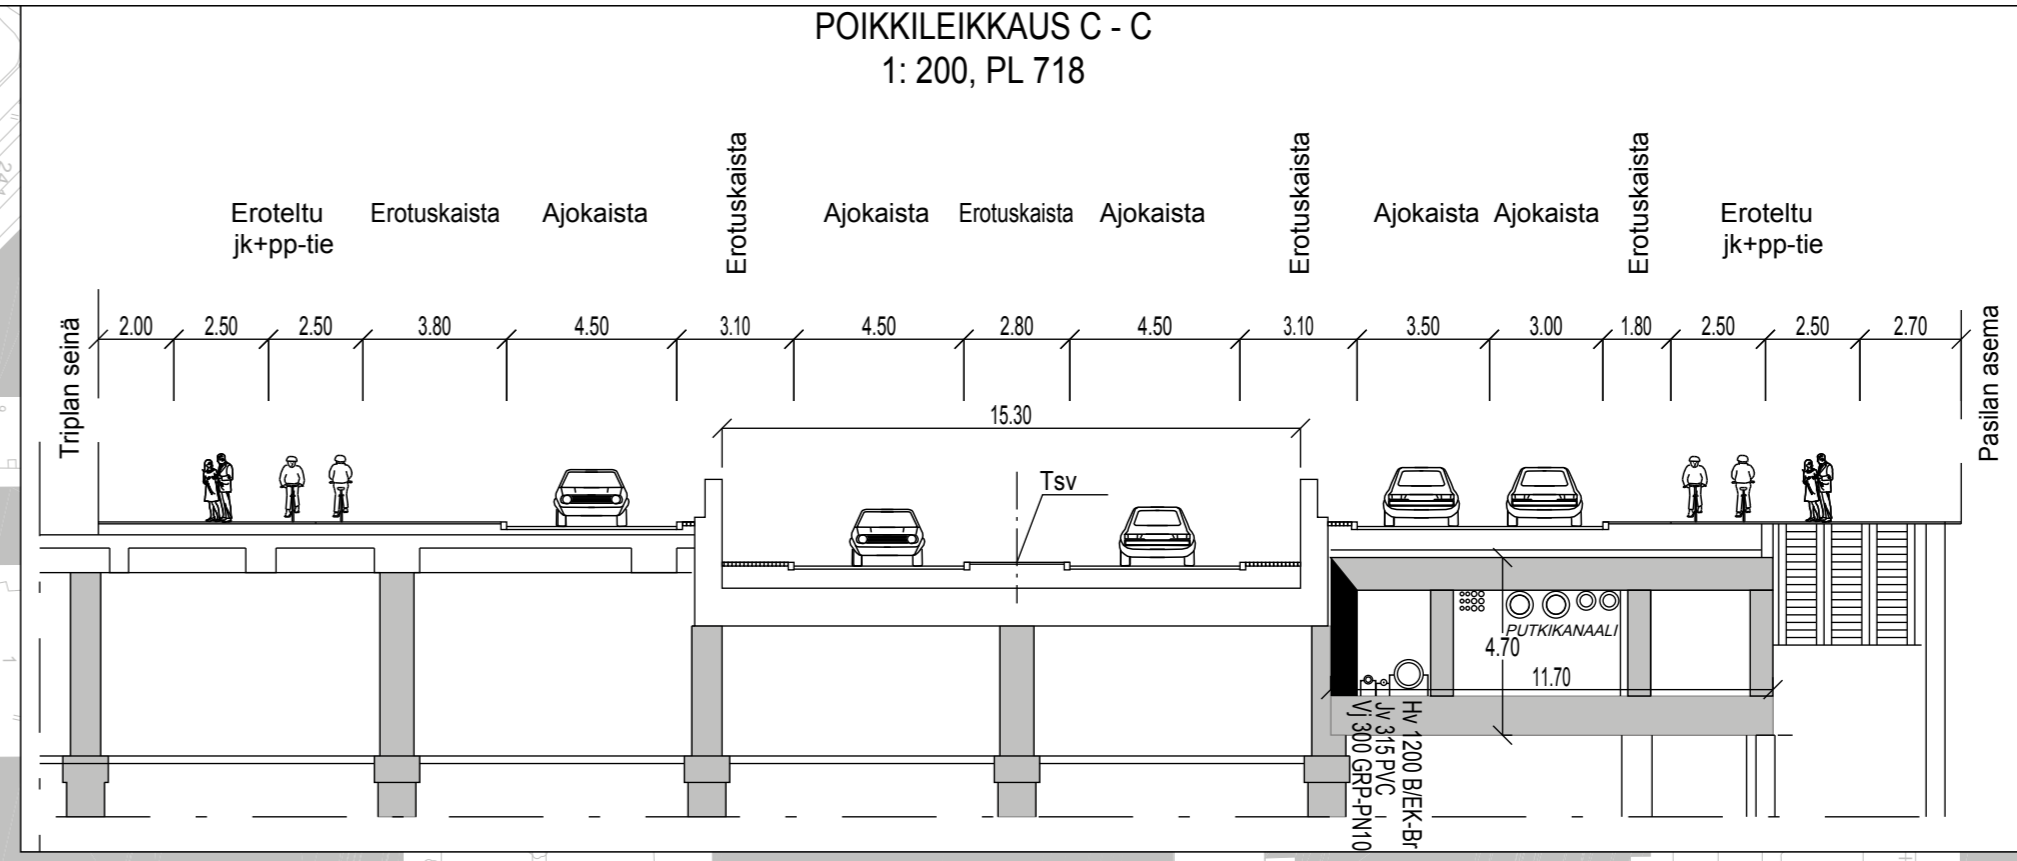 POIKKILEIKKAUS C - C
1: 200, PL 718
Eroteltu
jk+pp-tie
Erotuskaista
Ajokaista
Erotuskaista
Ajokaista
Erotuskaista
Ajokaista
Erotuskaista
Ajokaista
Ajokaista
Erotuskaista
Eroteltu
jk+pp-tie
Triplan seinä
2.00
2.50
2.50
3.80
4.50
3.10
4.50
2.80
4.50
3.10
3.50
3.00
1.80
2.50
2.50
2.70
Pasilan asema
15.30
Tsv
PUTKIKANAALI
4.70
11.70
Hv 1200 B/EK-Br
Jv 315 PVC
Vj 300 GRP-PN10